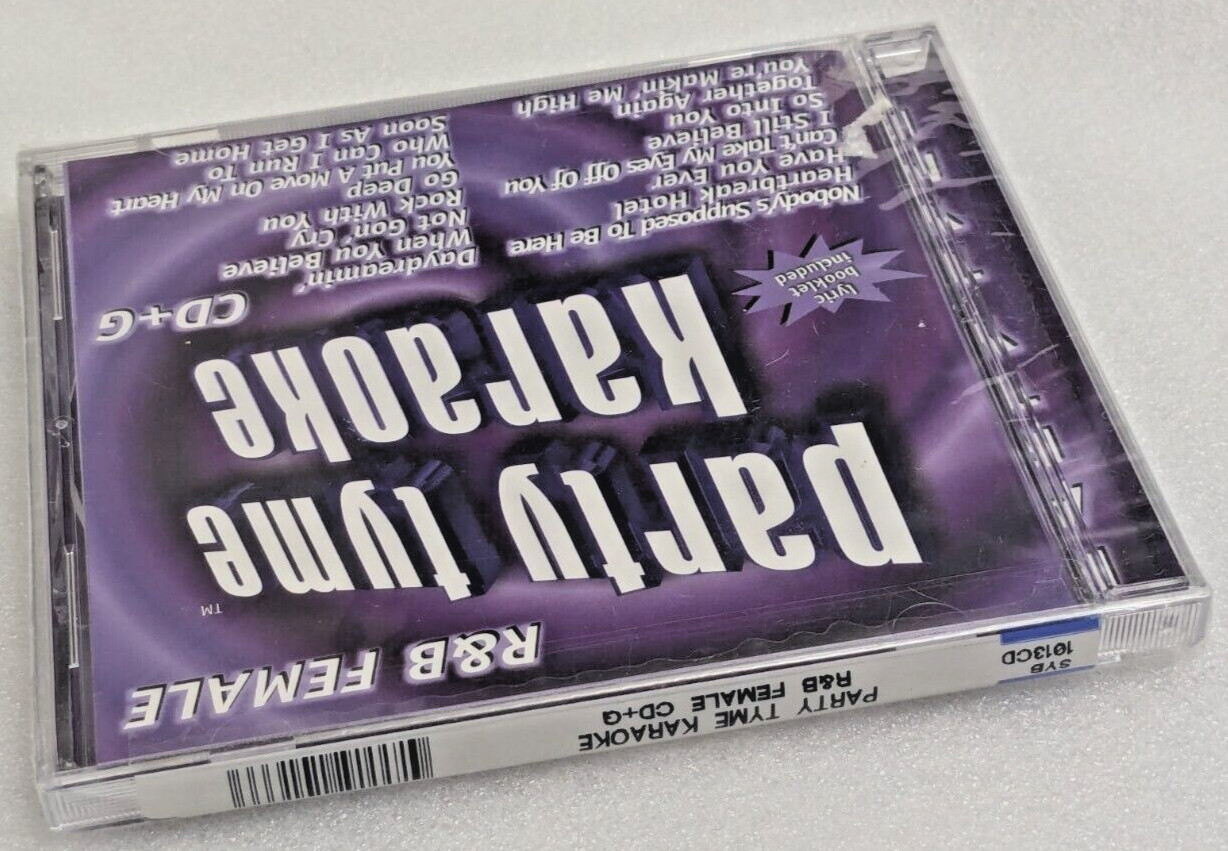 R&B FEMALE
party tyme™
karaoke
CD+G
lyric
booklet
included
Nobody's Supposed To Be Here
Heartbreak Hotel
Have You Ever
Can't Take My Eyes Off Of You
I Still Believe
So Into You
Together Again
You're Makin' Me High
Daydreamin'
When You Believe
Not Gon' Cry
Rock With You
Go Deep
You Put A Move On My Heart
Who Can I Run To
Soon As I Get Home
SYB
1013CD
PARTY TYME KARAOKE
R&B FEMALE CD+G